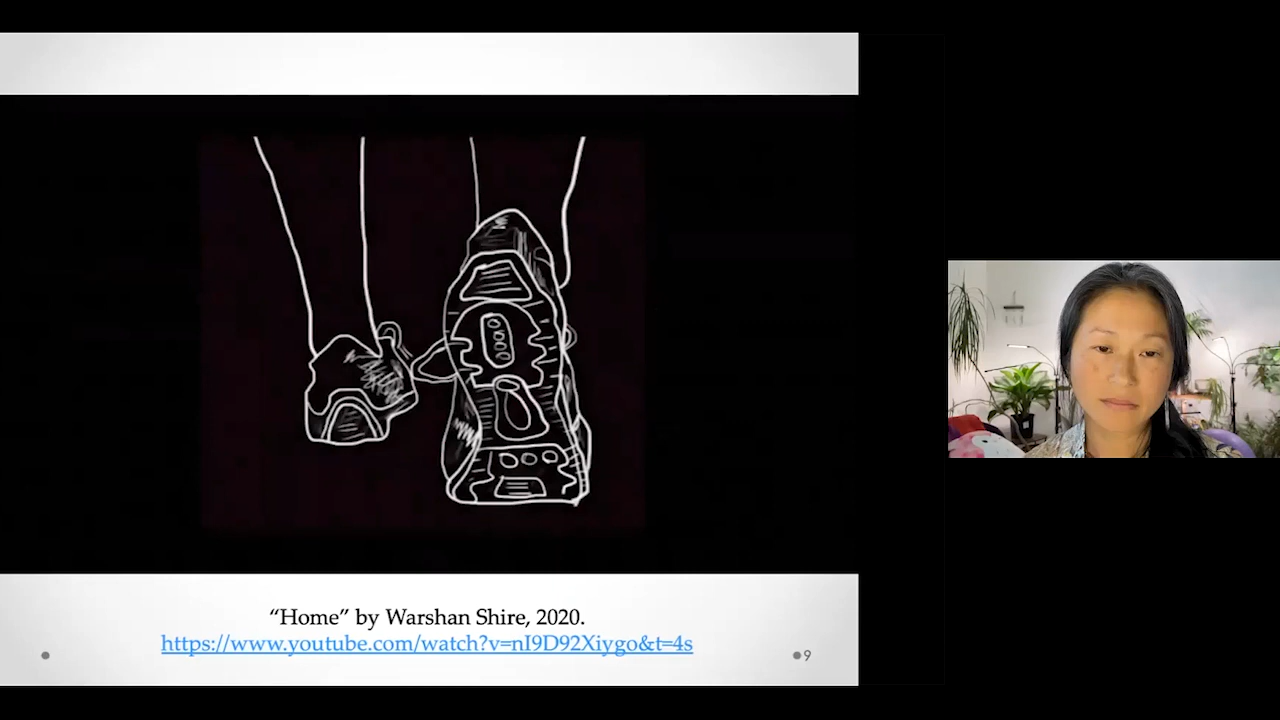 “Home” by Warshan Shire, 2020.
https://www.youtube.com/watch?v=nI9D92Xiygo&t=4s
9